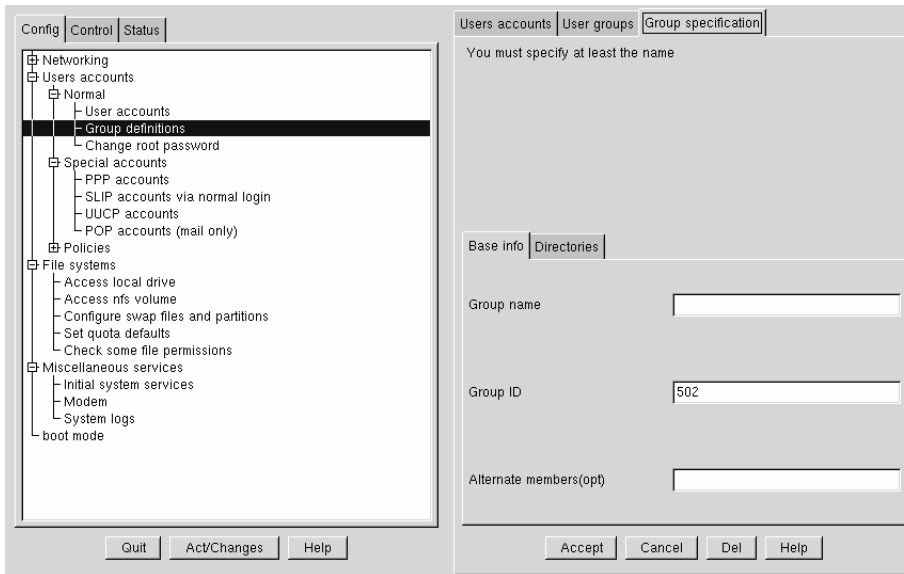 Config Control Status
Networking
Users accounts
Normal
User accounts
Group definitions
Change root password
Special accounts
PPP accounts
SLIP accounts via normal login
UUCP accounts
POP accounts (mail only)
Policies
File systems
Access local drive
Access nfs volume
Configure swap files and partitions
Set quota defaults
Check some file permissions
Miscellaneous services
Initial system services
Modem
System logs
boot mode
Quit Act/Changes Help
Users accounts User groups Group specification
You must specify at least the name
Base info Directories
Group name
Group ID 502
Alternate members(opt)
Accept Cancel Del Help